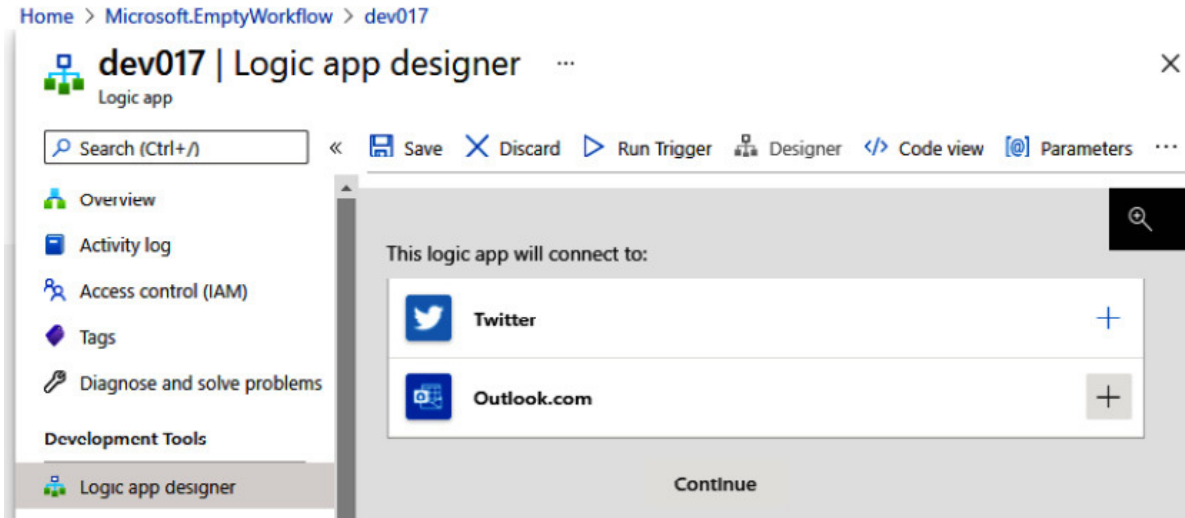 Home > Microsoft.EmptyWorkflow > dev017
dev017 | Logic app designer ...
Logic app
Search (Ctrl+/)
«
Save
Discard
Run Trigger
Designer
</> Code view
[@] Parameters
...
Overview
Activity log
Access control (IAM)
Tags
Diagnose and solve problems
Development Tools
Logic app designer
This logic app will connect to:
Twitter
Outlook.com
Continue